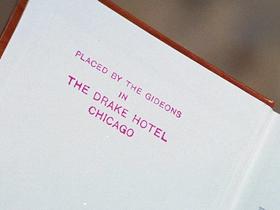 PLACED BY THE GIDEONS
IN
THE DRAKE HOTEL
CHICAGO